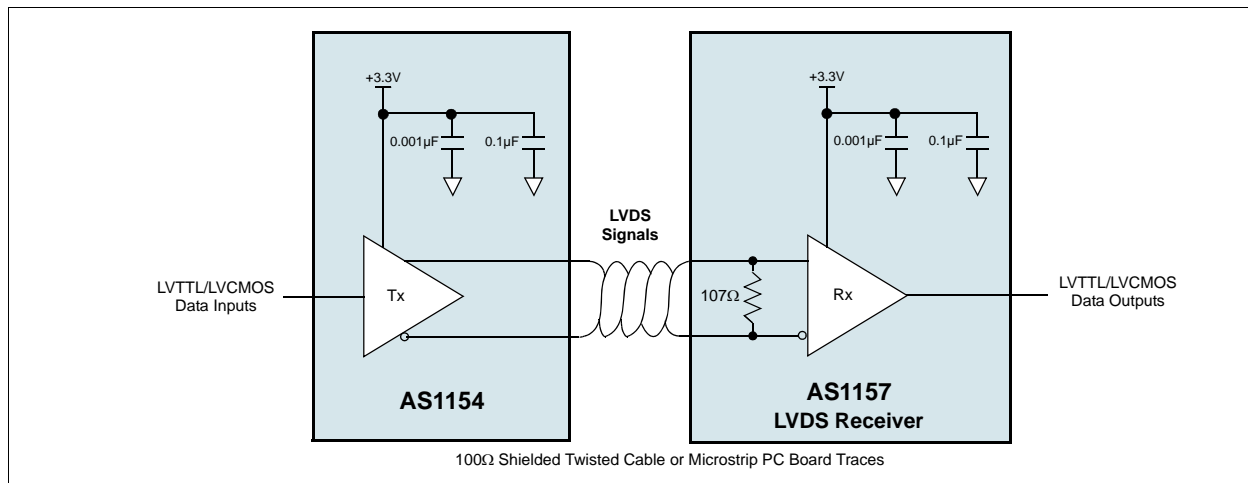 +3.3V
0.001µF
0.1µF
LVTTL/LVCMOS
Data Inputs
Tx
AS1154
LVDS
Signals
+3.3V
0.001µF
0.1µF
107Ω
Rx
AS1157
LVDS Receiver
LVTTL/LVCMOS
Data Outputs
100Ω Shielded Twisted Cable or Microstrip PC Board Traces